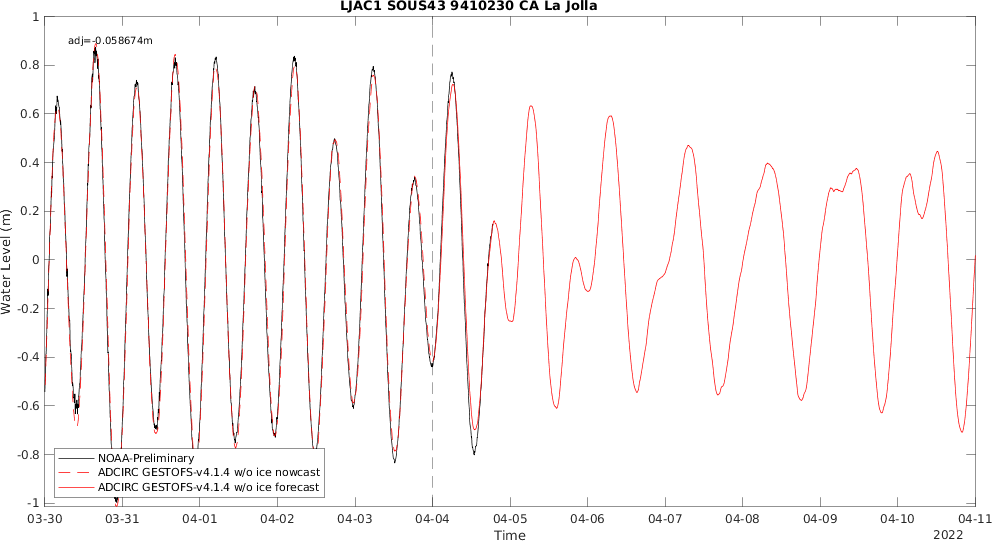 LJAC1 SOUS43 9410230 CA La Jolla
adj=-0.058674m
1
0.8
0.6
0.4
0.2
0
-0.2
-0.4
-0.6
-0.8
-1
Water Level (m)
NOAA-Preliminary
ADCIRC GESTOFS-v4.1.4 w/o ice nowcast
ADCIRC GESTOFS-v4.1.4 w/o ice forecast
03-30 03-31 04-01 04-02 04-03 04-04 04-05 04-06 04-07 04-08 04-09 04-10 04-11
Time
2022